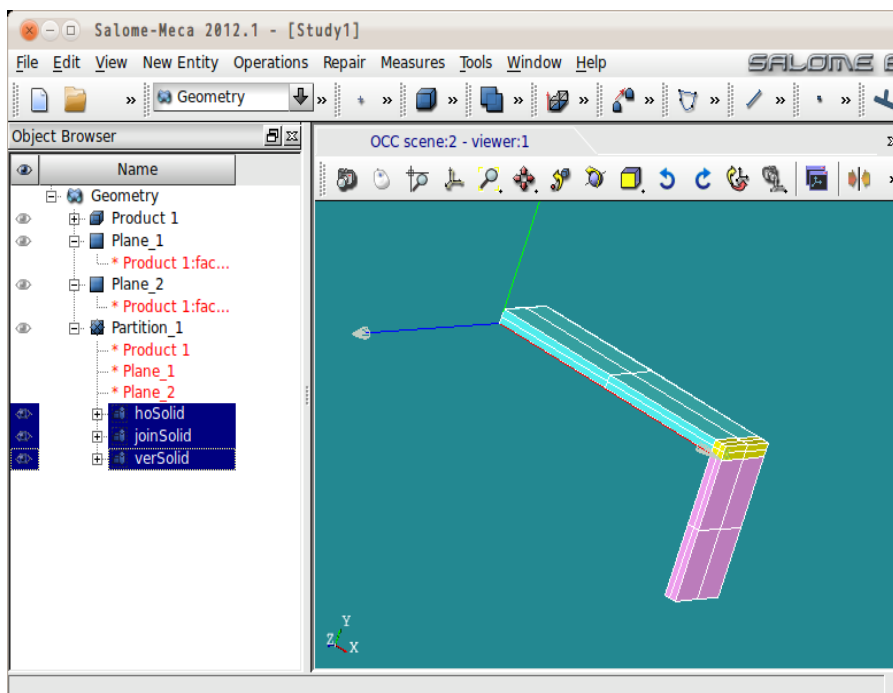 Salome-Meca 2012.1 - [Study1]
File Edit View New Entity Operations Repair Measures Tools Window Help SALOME
» Geometry » » » » » » » » »
Object Browser
OCC scene:2 - viewer:1
Name
Geometry
Product 1
Plane_1
* Product 1:fac...
Plane_2
* Product 1:fac...
Partition_1
* Product 1
* Plane_1
* Plane_2
hoSolid
joinSolid
verSolid
Y
Z
X